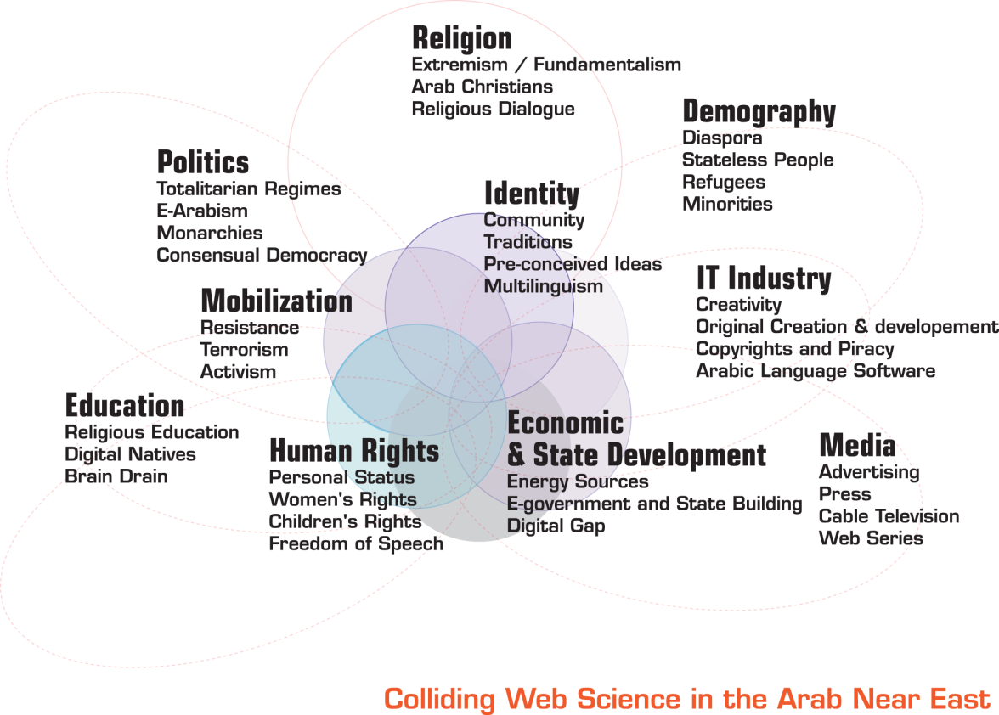 Religion
Extremism / Fundamentalism
Arab Christians
Religious Dialogue
Demography
Diaspora
Stateless People
Refugees
Minorities
Politics
Totalitarian Regimes
E-Arabism
Monarchies
Consensual Democracy
Identity
Community
Traditions
Pre-conceived Ideas
Multilinguism
IT Industry
Creativity
Original Creation & developement
Copyrights and Piracy
Arabic Language Software
Mobilization
Resistance
Terrorism
Activism
Education
Religious Education
Digital Natives
Brain Drain
Human Rights
Personal Status
Women's Rights
Children's Rights
Freedom of Speech
Economic
& State Development
Energy Sources
E-government and State Building
Digital Gap
Media
Advertising
Press
Cable Television
Web Series
Colliding Web Science in the Arab Near East